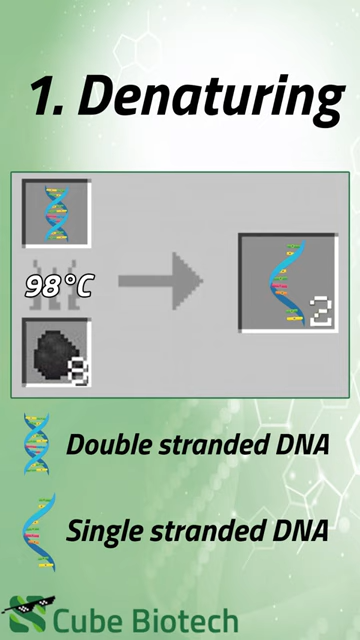 1. Denaturing
98°C
8
2
Double stranded DNA
Single stranded DNA
Cube Biotech